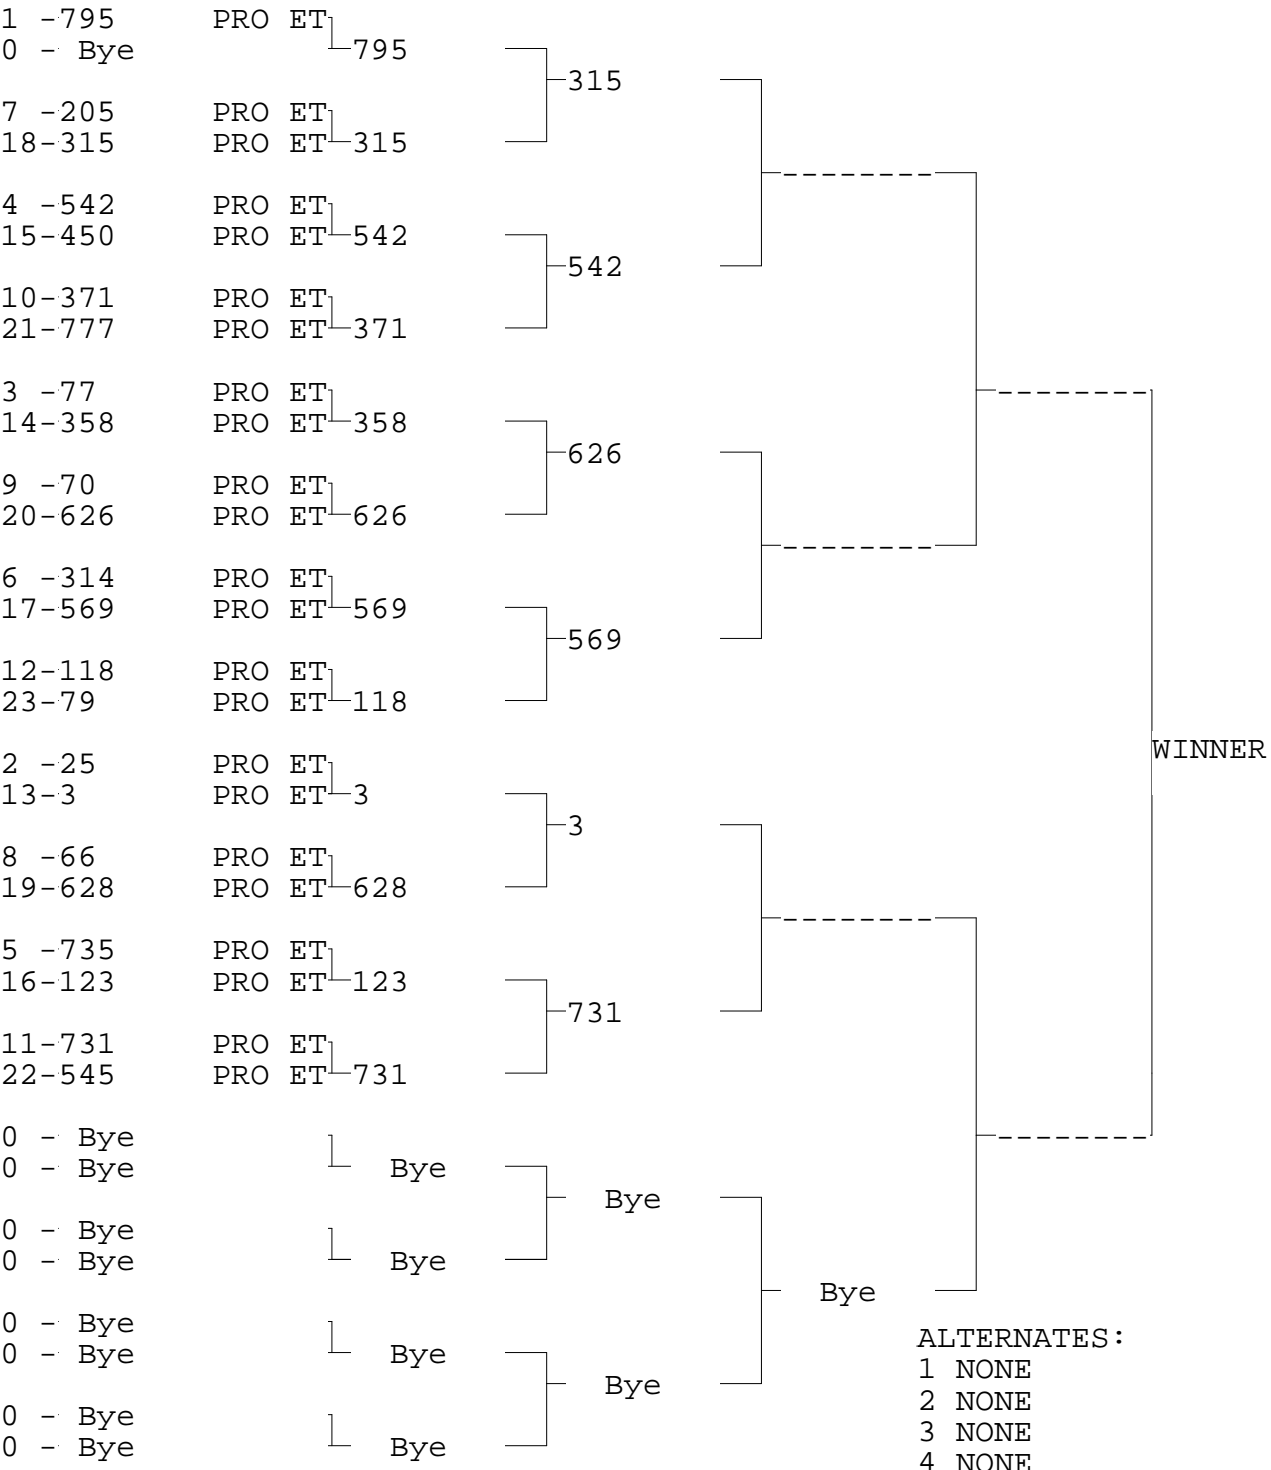 1 -795 PRO ET
0 - Bye 795
315
7 -205 PRO ET
18-315 PRO ET 315
4 -542 PRO ET
15-450 PRO ET 542
542
10-371 PRO ET
21-777 PRO ET 371
3 -77 PRO ET
14-358 PRO ET 358
626
9 -70 PRO ET
20-626 PRO ET 626
6 -314 PRO ET
17-569 PRO ET 569
569
12-118 PRO ET
23-79 PRO ET 118
WINNER
2 -25 PRO ET
13-3 PRO ET 3
3
8 -66 PRO ET
19-628 PRO ET 628
5 -735 PRO ET
16-123 PRO ET 123
731
11-731 PRO ET
22-545 PRO ET 731
0 - Bye
0 - Bye Bye
Bye
0 - Bye
0 - Bye Bye
Bye
0 - Bye
0 - Bye Bye
Bye
0 - Bye
0 - Bye Bye
ALTERNATES:
1 NONE
2 NONE
3 NONE
4 NONE